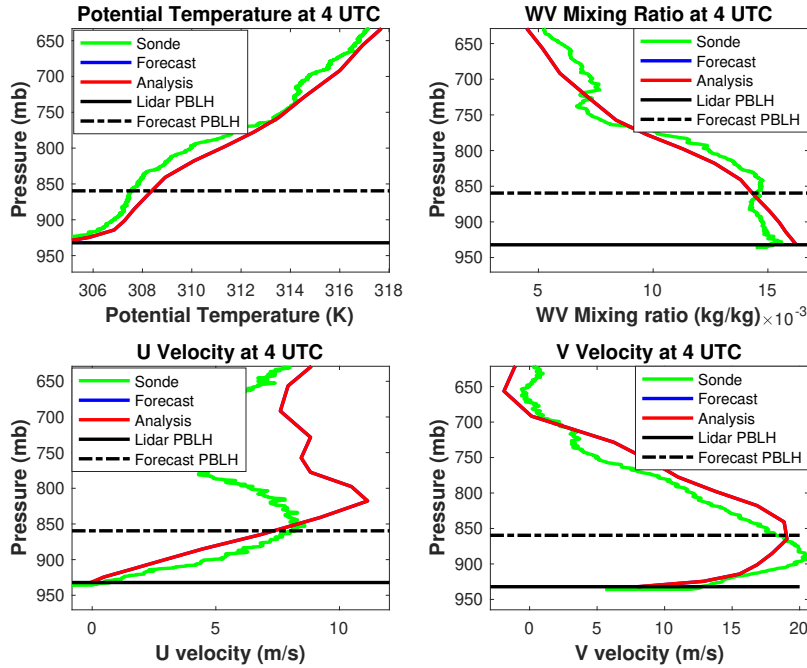 Potential Temperature at 4 UTC
650
700
750
800
850
900
950
Pressure (mb)
Sonde
Forecast
Analysis
Lidar PBLH
Forecast PBLH
306 308 310 312 314 316 318
Potential Temperature (K)
WV Mixing Ratio at 4 UTC
650
700
750
800
850
900
950
Pressure (mb)
Sonde
Forecast
Analysis
Lidar PBLH
Forecast PBLH
5 10 15
WV Mixing ratio (kg/kg) ×10⁻³
U Velocity at 4 UTC
650
700
750
800
850
900
950
Pressure (mb)
Sonde
Forecast
Analysis
Lidar PBLH
Forecast PBLH
0 5 10
U velocity (m/s)
V Velocity at 4 UTC
650
700
750
800
850
900
950
Pressure (mb)
Sonde
Forecast
Analysis
Lidar PBLH
Forecast PBLH
0 5 10 15 20
V velocity (m/s)